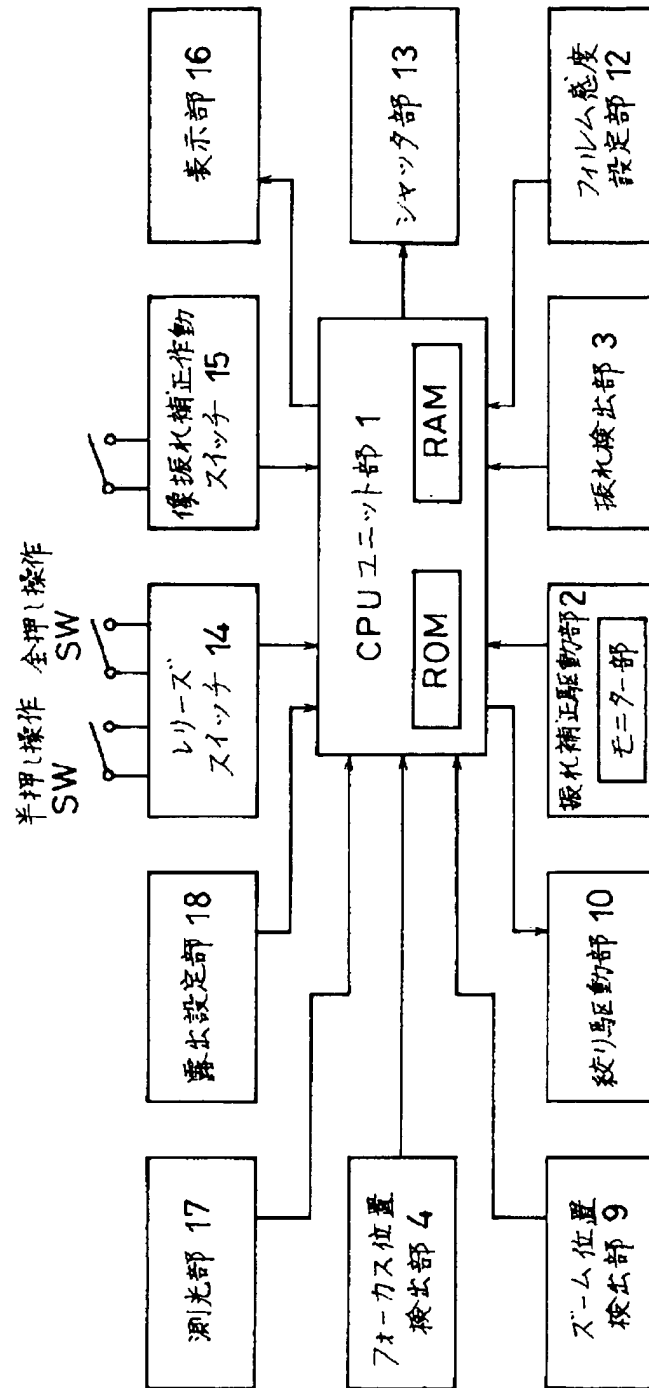 半押し操作
SW
全押し操作
SW
測光部 17
露出設定部 18
レリーズ
スイッチ 14
像振れ補正作動
スイッチ 15
表示部 16
フォーカス位置
検出部 4
CPUユニット部 1
ROM
RAM
シャッタ部 13
ズーム位置
検出部 9
絞り駆動部 10
振れ補正駆動部 2
モニター部
振れ検出部 3
フィルム感度
設定部 12